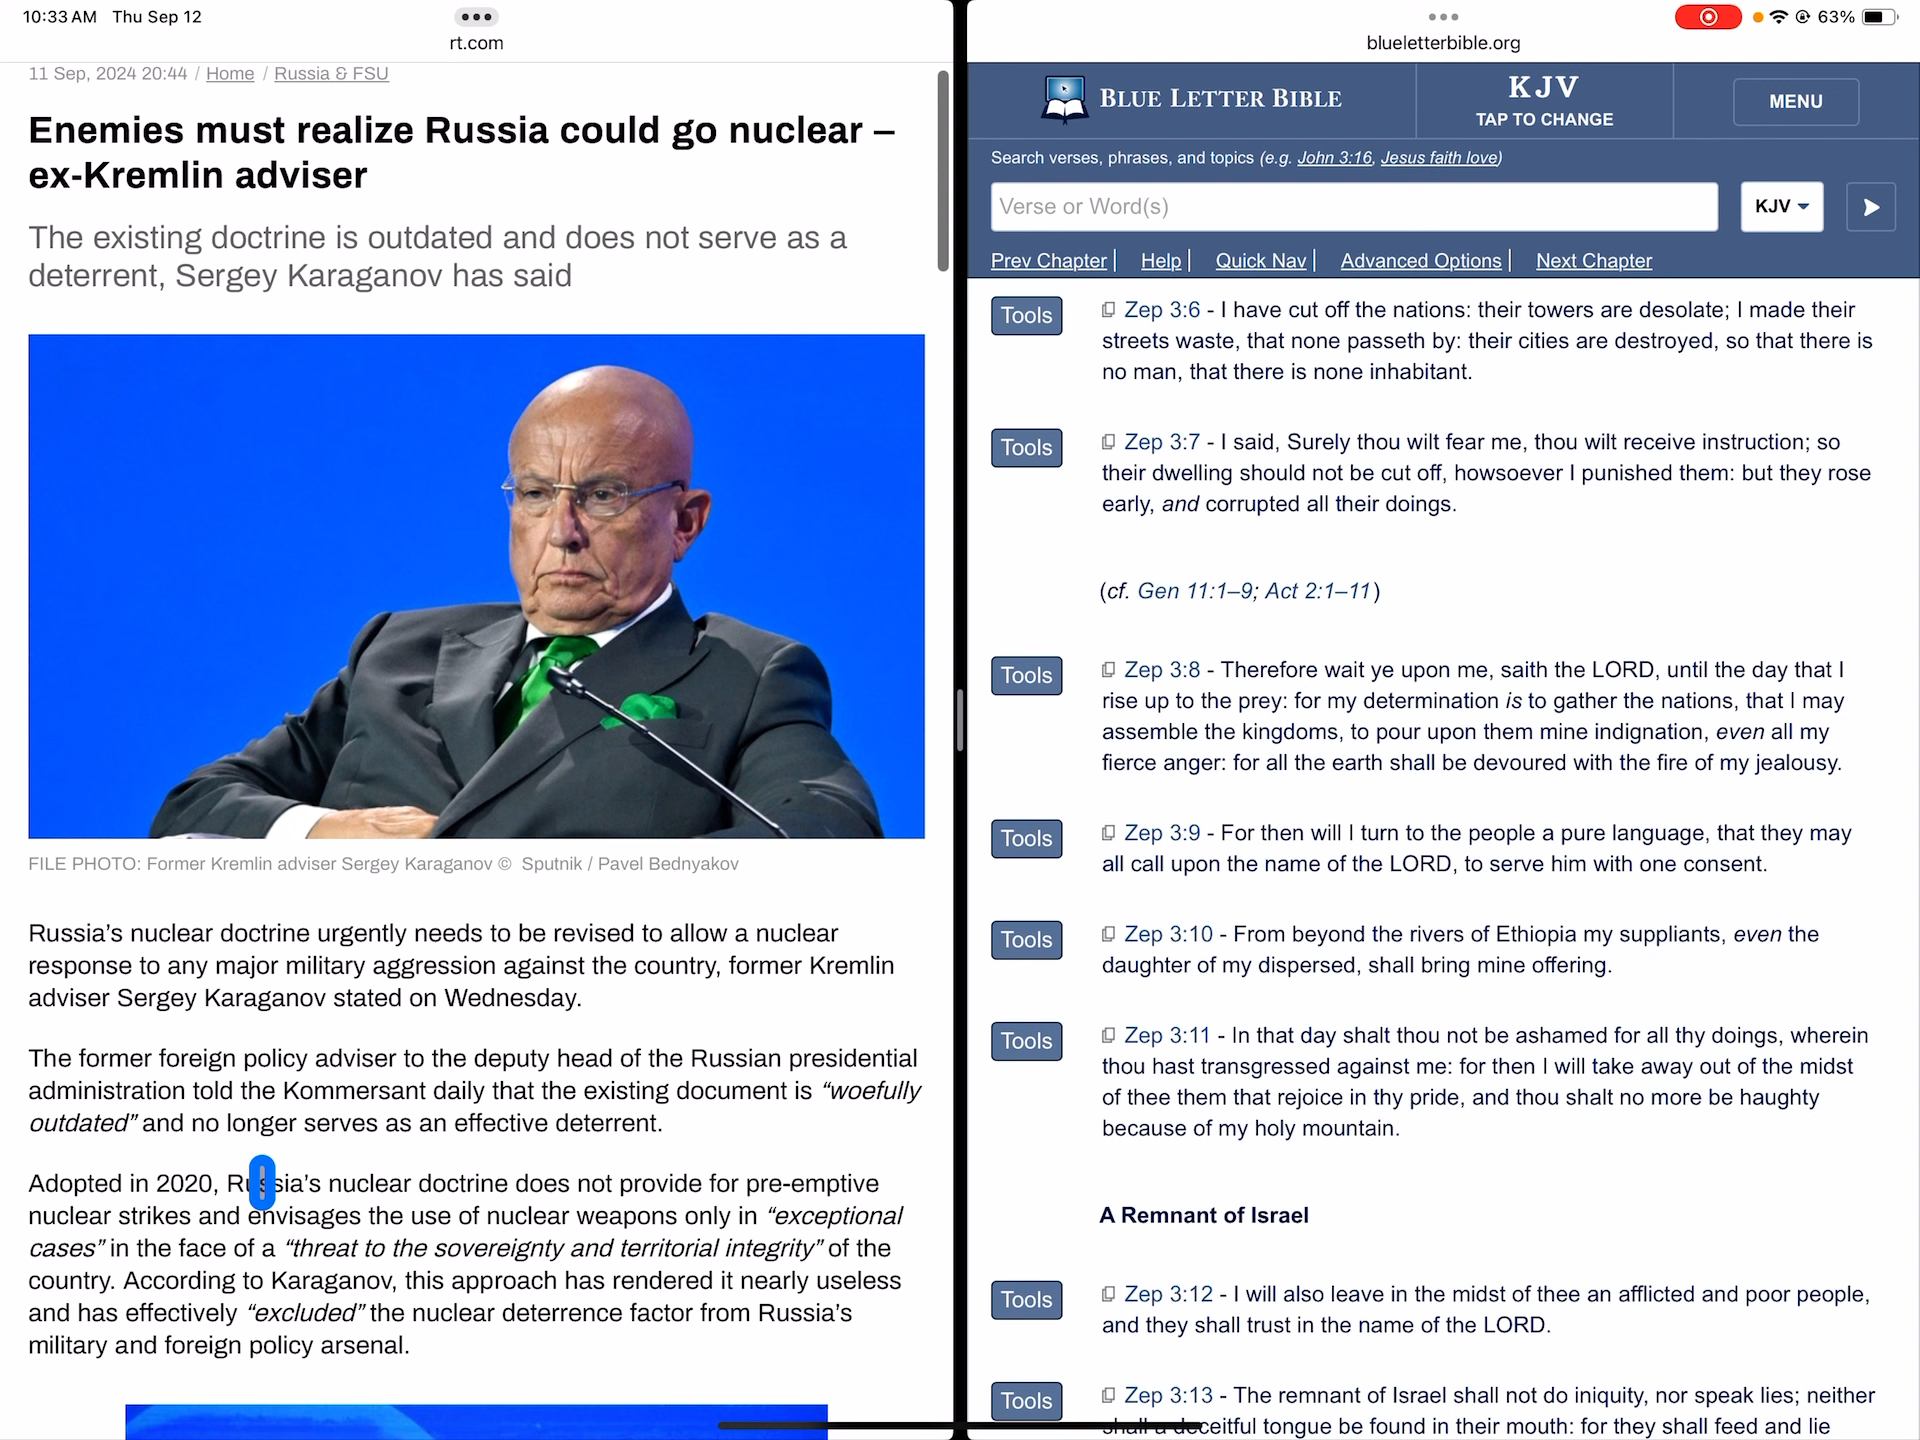 10:33 AM Thu Sep 12
rt.com
11 Sep, 2024 20:44 / Home / Russia & FSU
Enemies must realize Russia could go nuclear –
ex-Kremlin adviser
The existing doctrine is outdated and does not serve as a
deterrent, Sergey Karaganov has said
FILE PHOTO: Former Kremlin adviser Sergey Karaganov © Sputnik / Pavel Bednyakov
Russia’s nuclear doctrine urgently needs to be revised to allow a nuclear
response to any major military aggression against the country, former Kremlin
adviser Sergey Karaganov stated on Wednesday.
The former foreign policy adviser to the deputy head of the Russian presidential
administration told the Kommersant daily that the existing document is “woefully
outdated” and no longer serves as an effective deterrent.
Adopted in 2020, Russia’s nuclear doctrine does not provide for pre-emptive
nuclear strikes and envisages the use of nuclear weapons only in “exceptional
cases” in the face of a “threat to the sovereignty and territorial integrity” of the
country. According to Karaganov, this approach has rendered it nearly useless
and has effectively “excluded” the nuclear deterrence factor from Russia’s
military and foreign policy arsenal.
63%
blueletterbible.org
BLUE LETTER BIBLE
KJV
TAP TO CHANGE
MENU
Search verses, phrases, and topics (e.g. John 3:16, Jesus faith love)
Verse or Word(s)
KJV
Prev Chapter | Help | Quick Nav | Advanced Options | Next Chapter
Tools Zep 3:6 - I have cut off the nations: their towers are desolate; I made their
streets waste, that none passeth by: their cities are destroyed, so that there is
no man, that there is none inhabitant.
Tools Zep 3:7 - I said, Surely thou wilt fear me, thou wilt receive instruction; so
their dwelling should not be cut off, howsoever I punished them: but they rose
early, and corrupted all their doings.
(cf. Gen 11:1–9; Act 2:1–11)
Tools Zep 3:8 - Therefore wait ye upon me, saith the LORD, until the day that I
rise up to the prey: for my determination is to gather the nations, that I may
assemble the kingdoms, to pour upon them mine indignation, even all my
fierce anger: for all the earth shall be devoured with the fire of my jealousy.
Tools Zep 3:9 - For then will I turn to the people a pure language, that they may
all call upon the name of the LORD, to serve him with one consent.
Tools Zep 3:10 - From beyond the rivers of Ethiopia my suppliants, even the
daughter of my dispersed, shall bring mine offering.
Tools Zep 3:11 - In that day shalt thou not be ashamed for all thy doings, wherein
thou hast transgressed against me: for then I will take away out of the midst
of thee them that rejoice in thy pride, and thou shalt no more be haughty
because of my holy mountain.
A Remnant of Israel
Tools Zep 3:12 - I will also leave in the midst of thee an afflicted and poor people,
and they shall trust in the name of the LORD.
Tools Zep 3:13 - The remnant of Israel shall not do iniquity, nor speak lies; neither
shall a deceitful tongue be found in their mouth: for they shall feed and lie